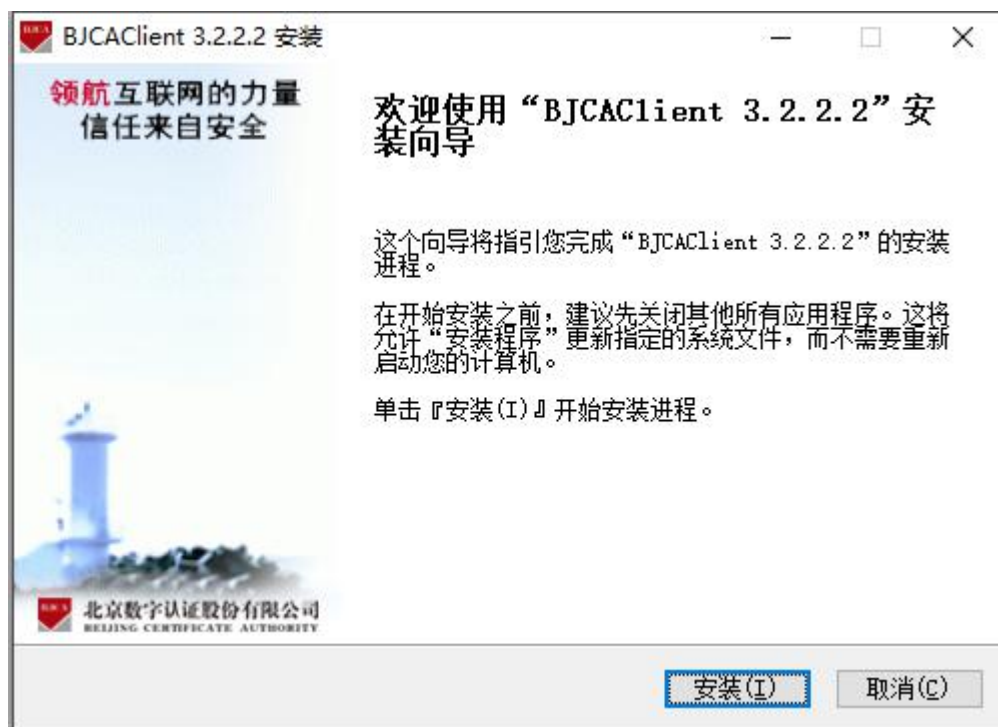 BJCA
BJCAClient 3.2.2.2 安装
领航互联网的力量
信任来自安全
欢迎使用“BJCAClient 3.2.2.2”安
装向导
这个向导将指引您完成“BJCAClient 3.2.2.2”的安装
进程。
在开始安装之前，建议先关闭其他所有应用程序。这将
允许“安装程序”更新指定的系统文件，而不需要重新
启动您的计算机。
单击『安装(I)』开始安装进程。
BJCA
北京数字认证股份有限公司
BEIJING CERTIFICATE AUTHORITY
安装(I)
取消(C)